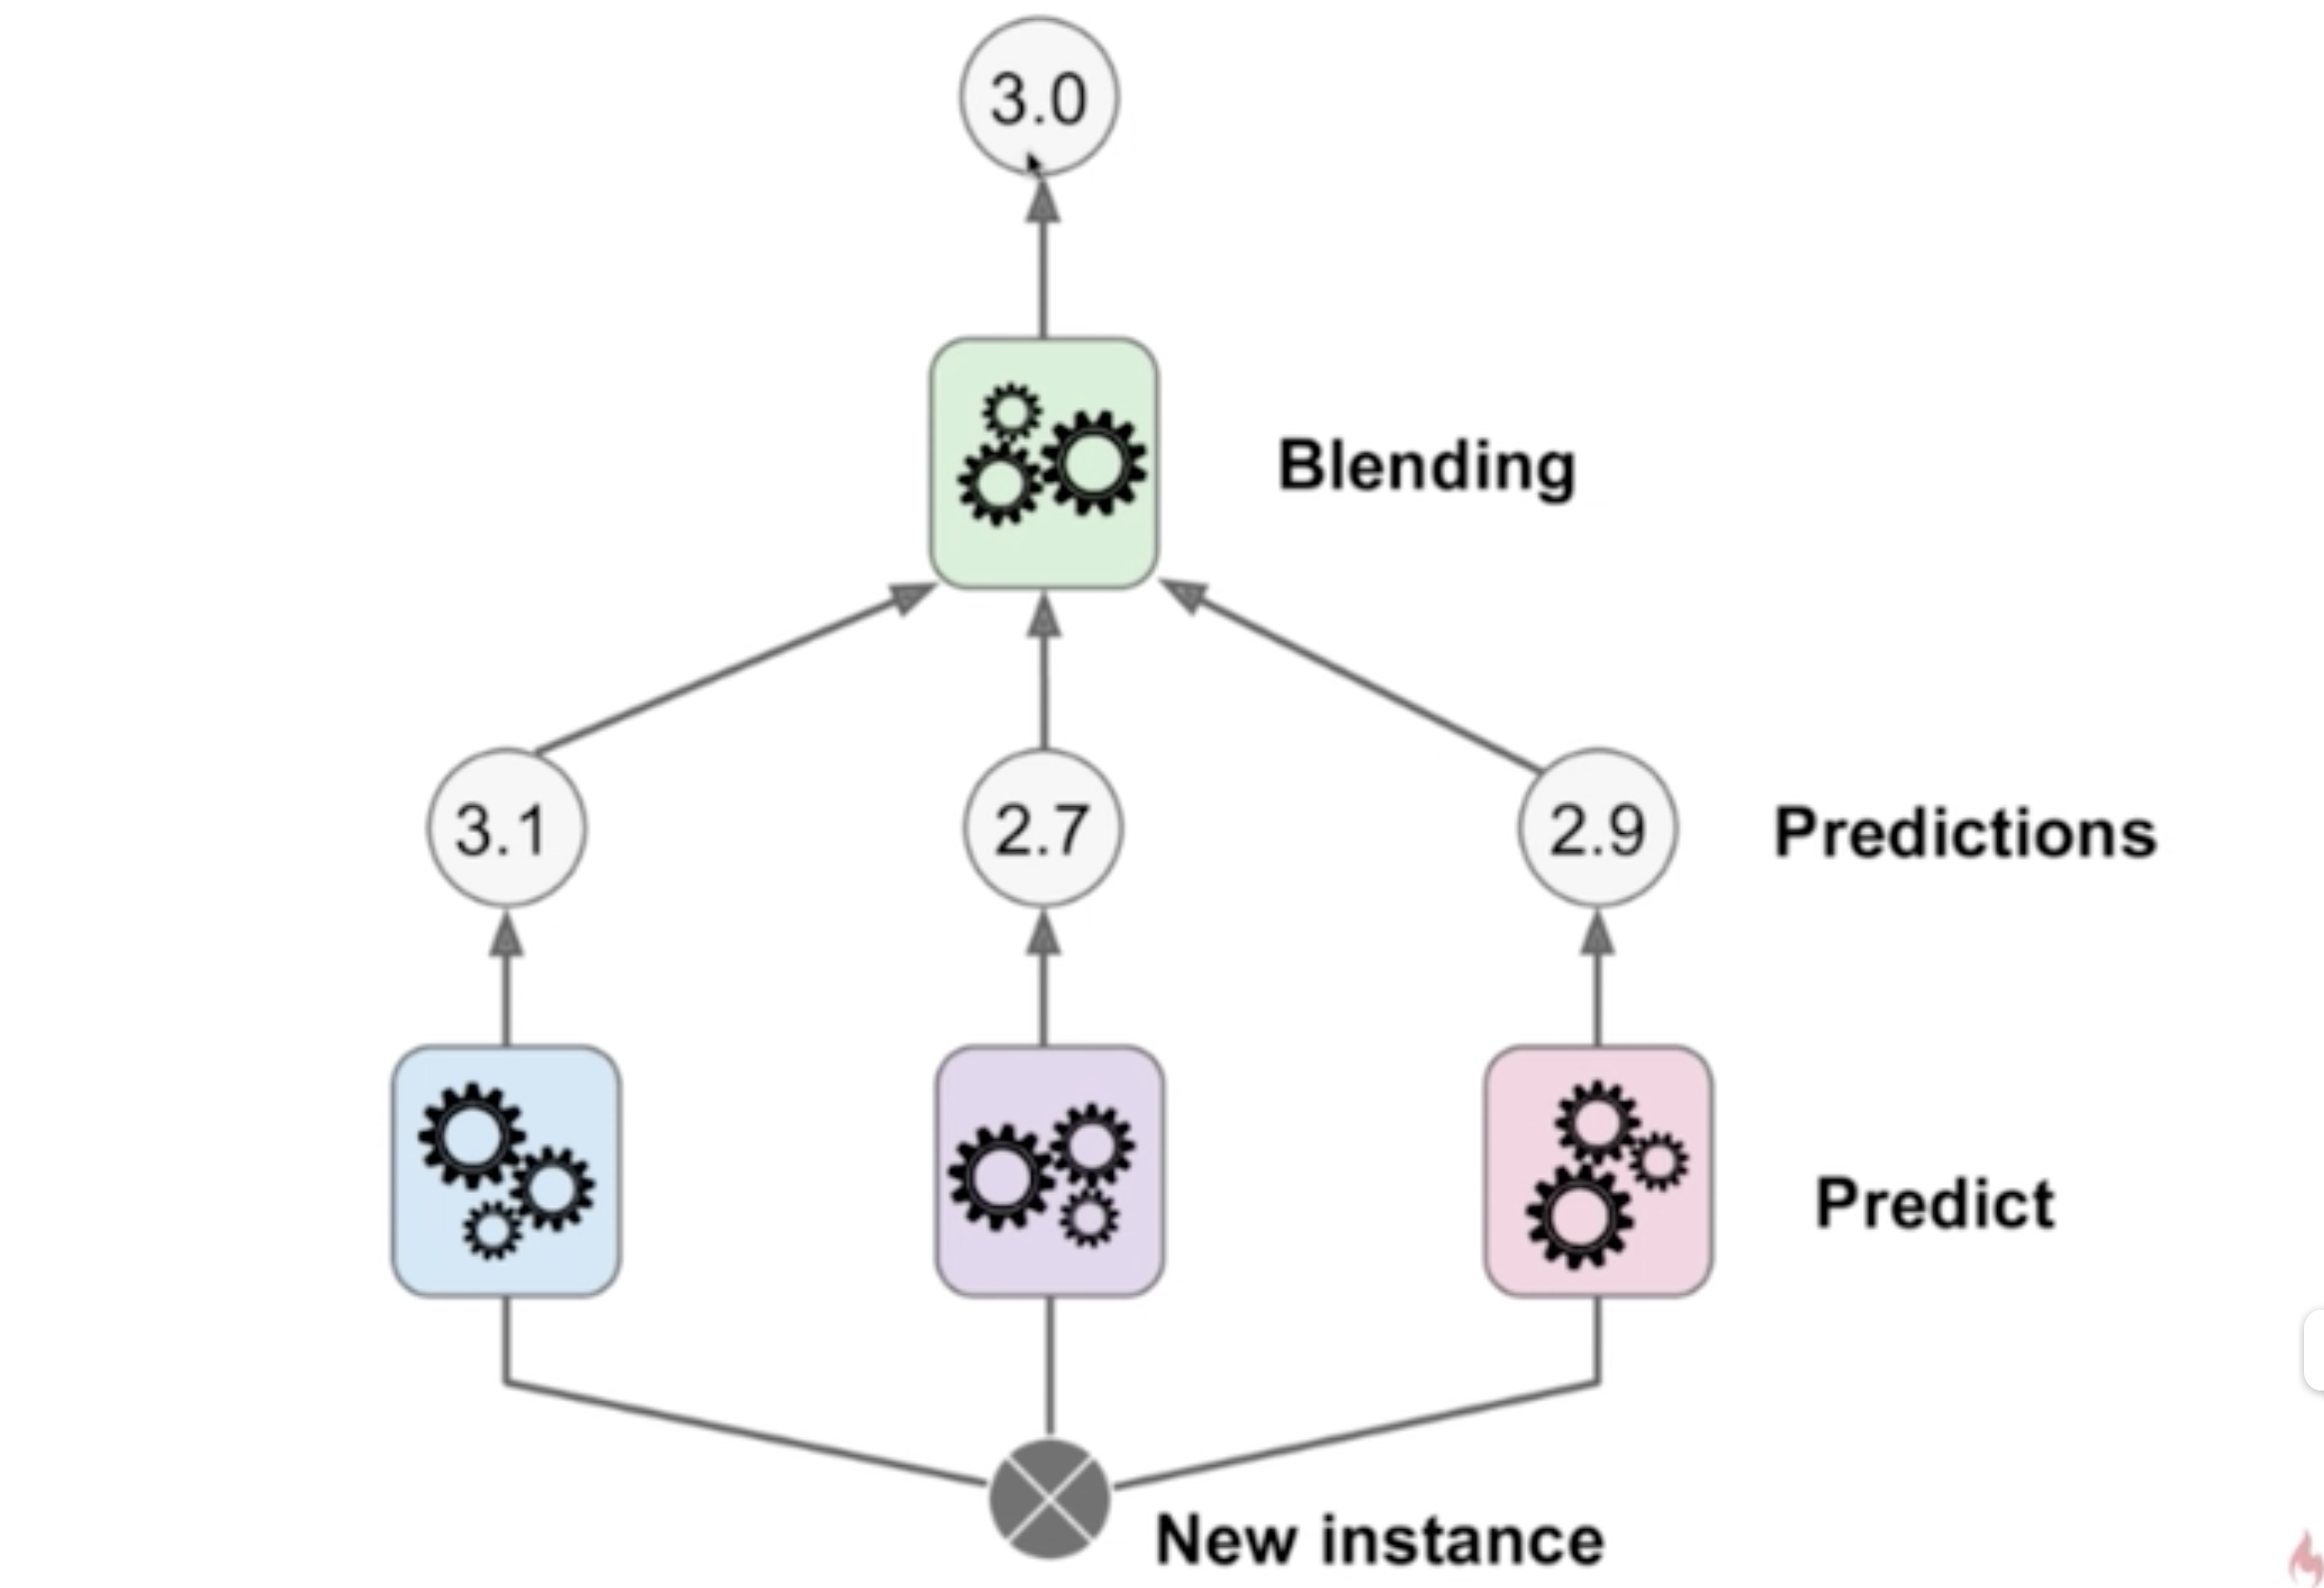 3.0
Blending
3.1
2.7
2.9
Predictions
Predict
New instance